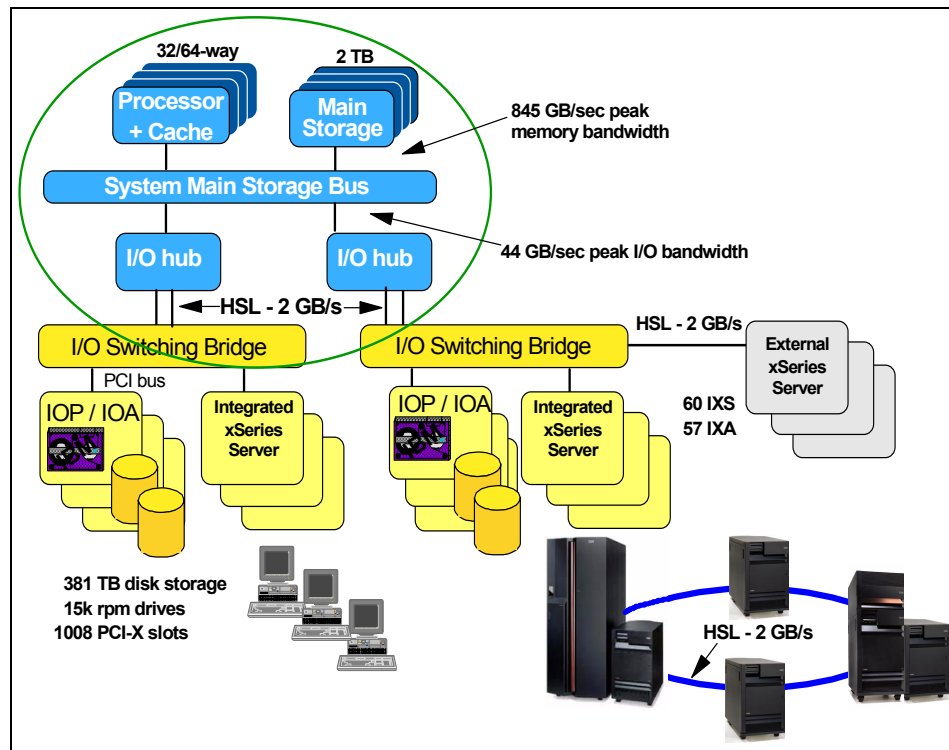 32/64-way
2 TB
Processor
+ Cache
Main
Storage
845 GB/sec peak
memory bandwidth
System Main Storage Bus
44 GB/sec peak I/O bandwidth
I/O hub
I/O hub
HSL - 2 GB/s
HSL - 2 GB/s
I/O Switching Bridge
I/O Switching Bridge
External
xSeries
Server
PCI bus
IOP / IOA
Integrated
xSeries
Server
IOP / IOA
Integrated
xSeries
Server
60 IXS
57 IXA
381 TB disk storage
15k rpm drives
1008 PCI-X slots
HSL - 2 GB/s